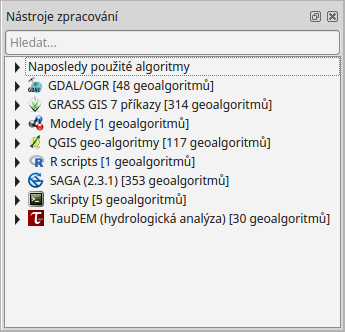 Nástroje zpracování
Hledat...
Naposledy použité algoritmy
GDAL/OGR [48 geoalgoritmů]
GRASS GIS 7 příkazy [314 geoalgoritmů]
Modely [1 geoalgoritmů]
QGIS geo-algoritmy [117 geoalgoritmů]
R scripts [1 geoalgoritmů]
SAGA (2.3.1) [353 geoalgoritmů]
Skripty [5 geoalgoritmů]
TauDEM (hydrologická analýza) [30 geoalgoritmů]